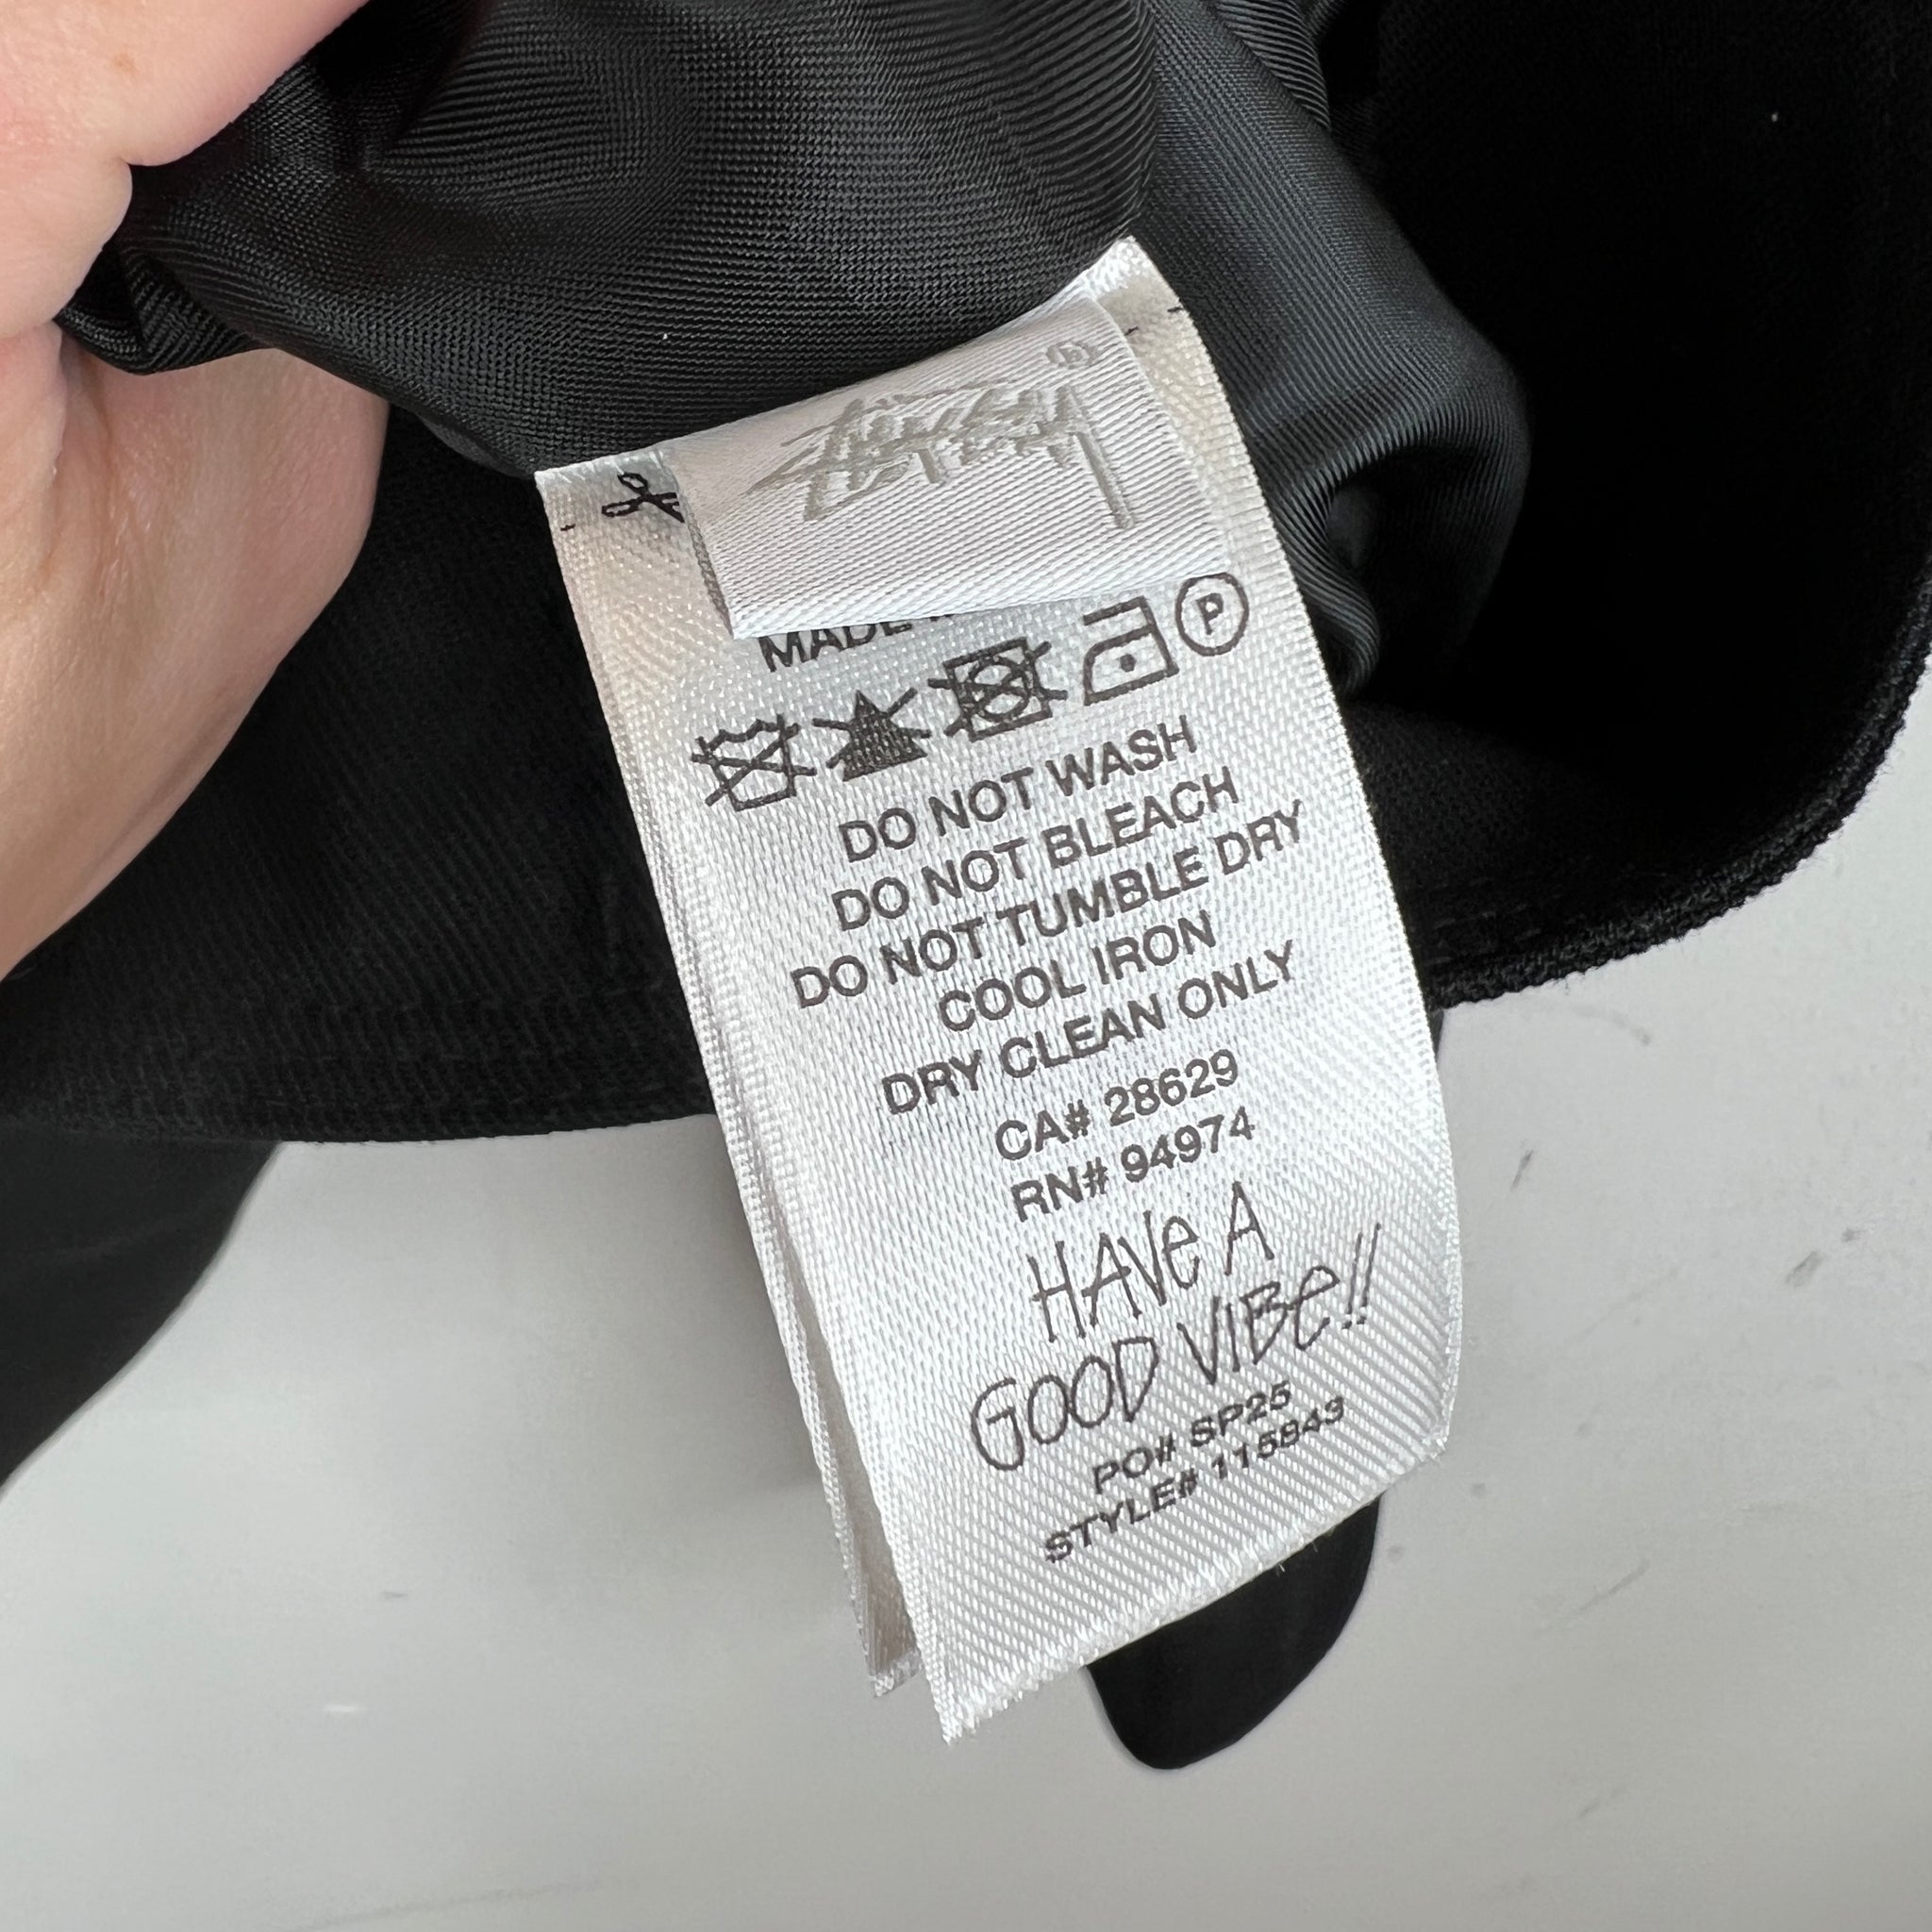 Stüssy
MADE
P
DO NOT WASH
DO NOT BLEACH
DO NOT TUMBLE DRY
COOL IRON
DRY CLEAN ONLY
CA# 28629
RN# 94974
HAVe A
GOOD VIBe!!
PO# SP25
STYLE# 115843